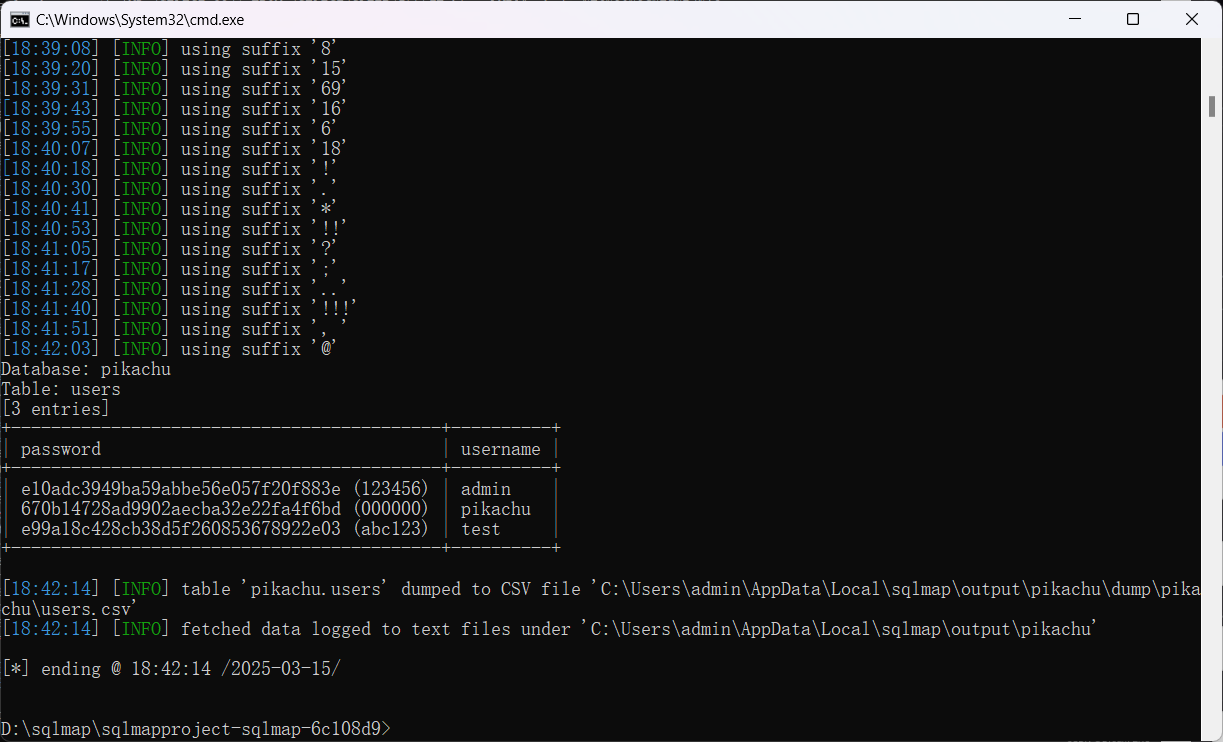 C:\Windows\System32\cmd.exe
[18:39:08] [INFO] using suffix '8'
[18:39:20] [INFO] using suffix '15'
[18:39:31] [INFO] using suffix '69'
[18:39:43] [INFO] using suffix '16'
[18:39:55] [INFO] using suffix '6'
[18:40:07] [INFO] using suffix '18'
[18:40:18] [INFO] using suffix '!'
[18:40:30] [INFO] using suffix '.'
[18:40:41] [INFO] using suffix '*'
[18:40:53] [INFO] using suffix '!!'
[18:41:05] [INFO] using suffix '?'
[18:41:17] [INFO] using suffix ';'
[18:41:28] [INFO] using suffix '..'
[18:41:40] [INFO] using suffix '!!!'
[18:41:51] [INFO] using suffix ', '
[18:42:03] [INFO] using suffix '@'
Database: pikachu
Table: users
[3 entries]
+-------------------------------------------+----------+
| password                                  | username |
+-------------------------------------------+----------+
| e10adc3949ba59abbe56e057f20f883e (123456) | admin    |
| 670b14728ad9902aecba32e22fa4f6bd (000000) | pikachu  |
| e99a18c428cb38d5f260853678922e03 (abc123) | test     |
+-------------------------------------------+----------+
[18:42:14] [INFO] table 'pikachu.users' dumped to CSV file 'C:\Users\admin\AppData\Local\sqlmap\output\pikachu\dump\pika
chu\users.csv'
[18:42:14] [INFO] fetched data logged to text files under 'C:\Users\admin\AppData\Local\sqlmap\output\pikachu'
[*] ending @ 18:42:14 /2025-03-15/
D:\sqlmap\sqlmapproject-sqlmap-6c108d9>